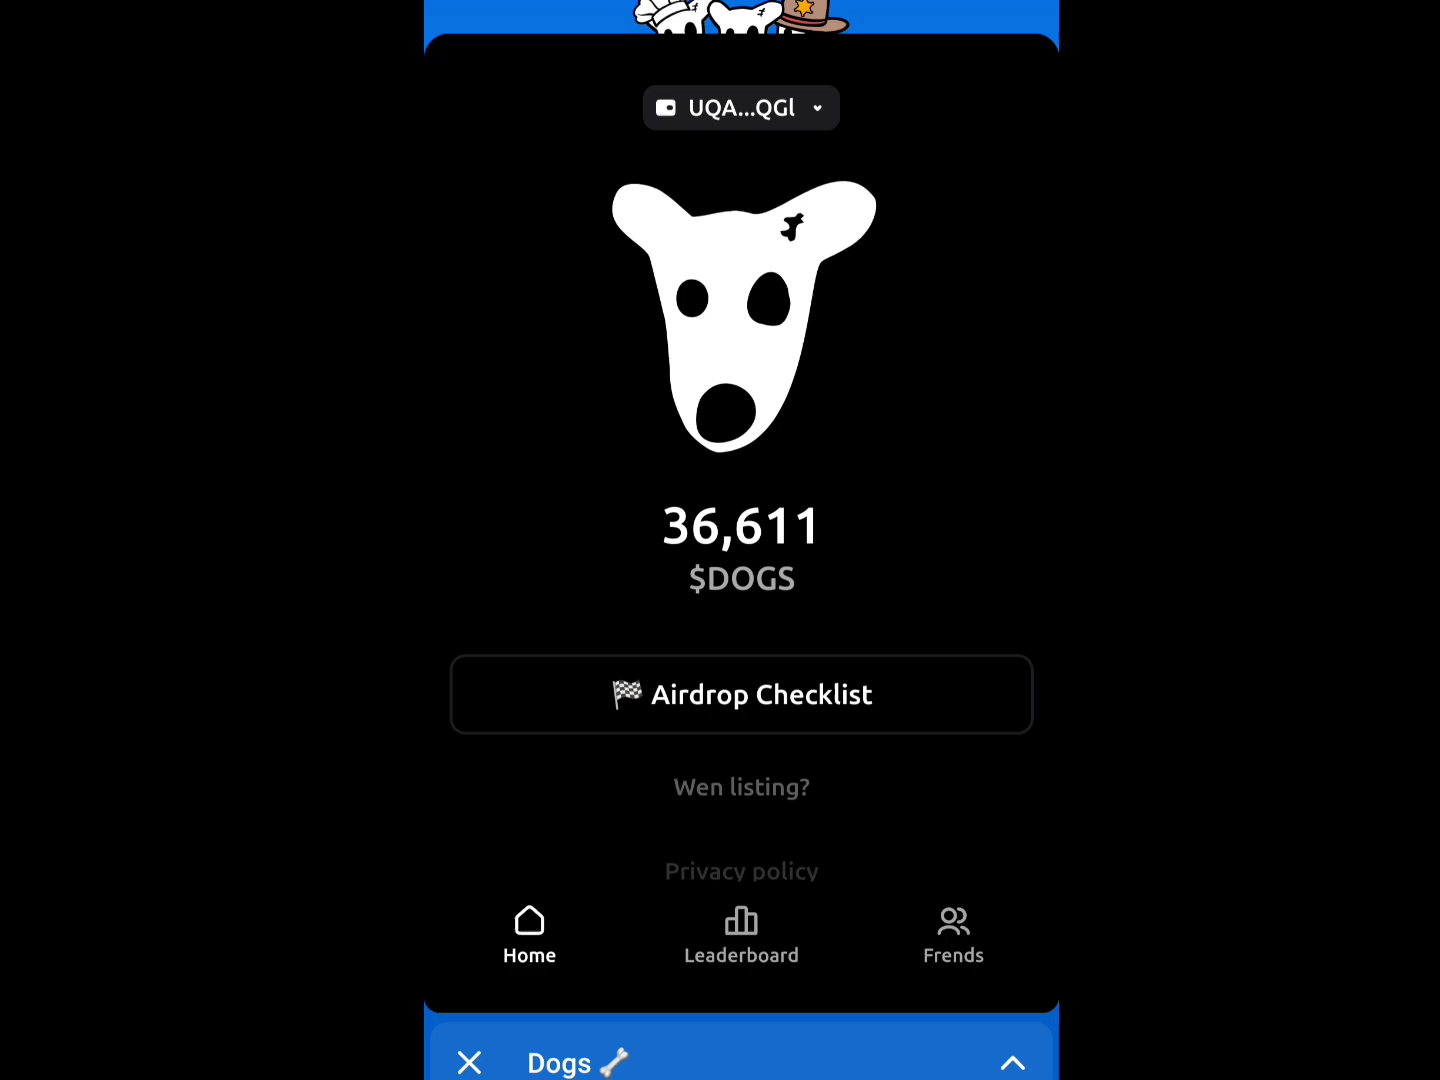 UQA...QGl
36,611
$DOGS
Airdrop Checklist
Wen listing?
Privacy policy
Home
Leaderboard
Frends
Dogs